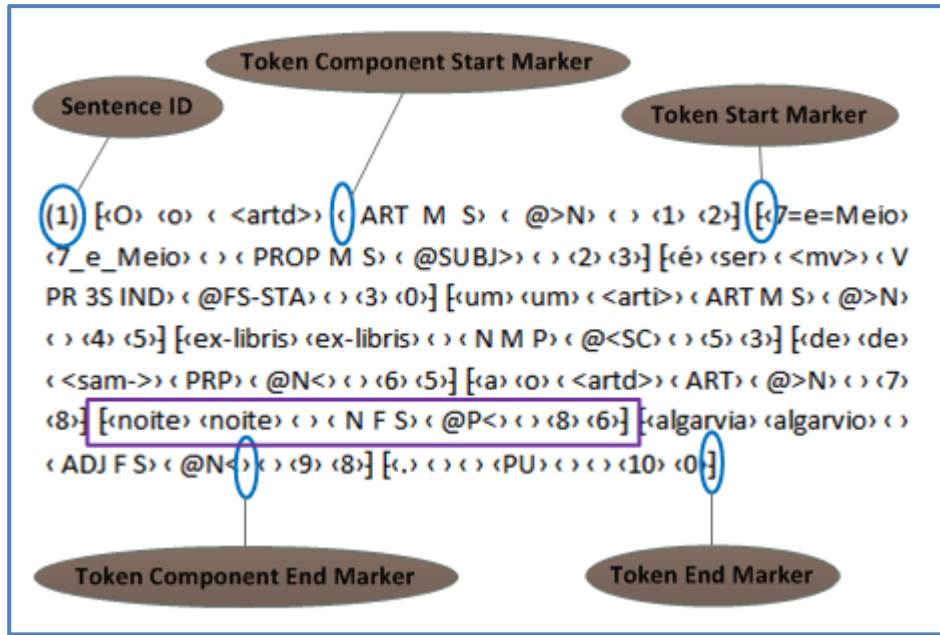 Token Component Start Marker
Sentence ID
Token Start Marker
(1) [‹O› ‹o› ‹ <artd>› ‹ ART M S› ‹ @>N› ‹ › ‹1› ‹2›] [‹7=e=Meio›
‹7_e_Meio› ‹ › ‹ PROP M S› ‹ @SUBJ>› ‹ › ‹2› ‹3›] [‹é› ‹ser› ‹ <mv>› ‹ V
PR 3S IND› ‹ @FS-STA› ‹ › ‹3› ‹0›] [‹um› ‹um› ‹ <arti>› ‹ ART M S› ‹ @>N›
‹ › ‹4› ‹5›] [‹ex-libris› ‹ex-libris› ‹ › ‹ N M P› ‹ @<SC› ‹ › ‹5› ‹3›] [‹de› ‹de›
‹ <sam->› ‹ PRP› ‹ @N<› ‹ › ‹6› ‹5›] [‹a› ‹o› ‹ <artd>› ‹ ART› ‹ @>N› ‹ › ‹7›
‹8›] [‹noite› ‹noite› ‹ › ‹ N F S› ‹ @P<› ‹ › ‹8› ‹6›] [‹algarvia› ‹algarvio› ‹ ›
‹ ADJ F S› ‹ @N<› ‹ › ‹9› ‹8›] [‹.› ‹ › ‹ › ‹PU› ‹ › ‹ › ‹10› ‹0›]
Token Component End Marker
Token End Marker